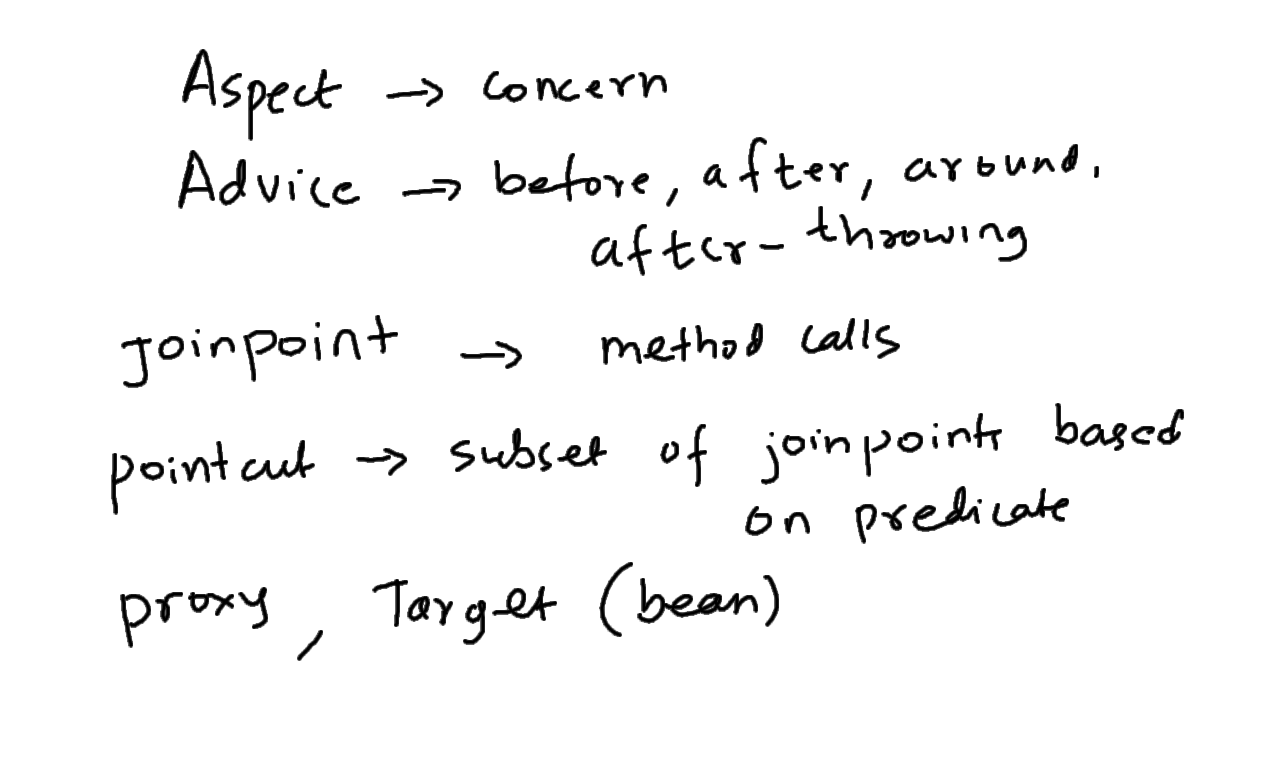 Aspect → concern
Advice → before, after, around,
after-throwing
Joinpoint → method calls
pointcut → subset of joinpoints based
on predicate
proxy, Target (bean)